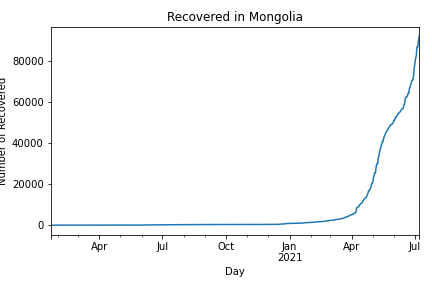 Recovered in Mongolia
Number of Recovered
80000
60000
40000
20000
0
Apr
Jul
Oct
Jan
2021
Apr
Jul
Day